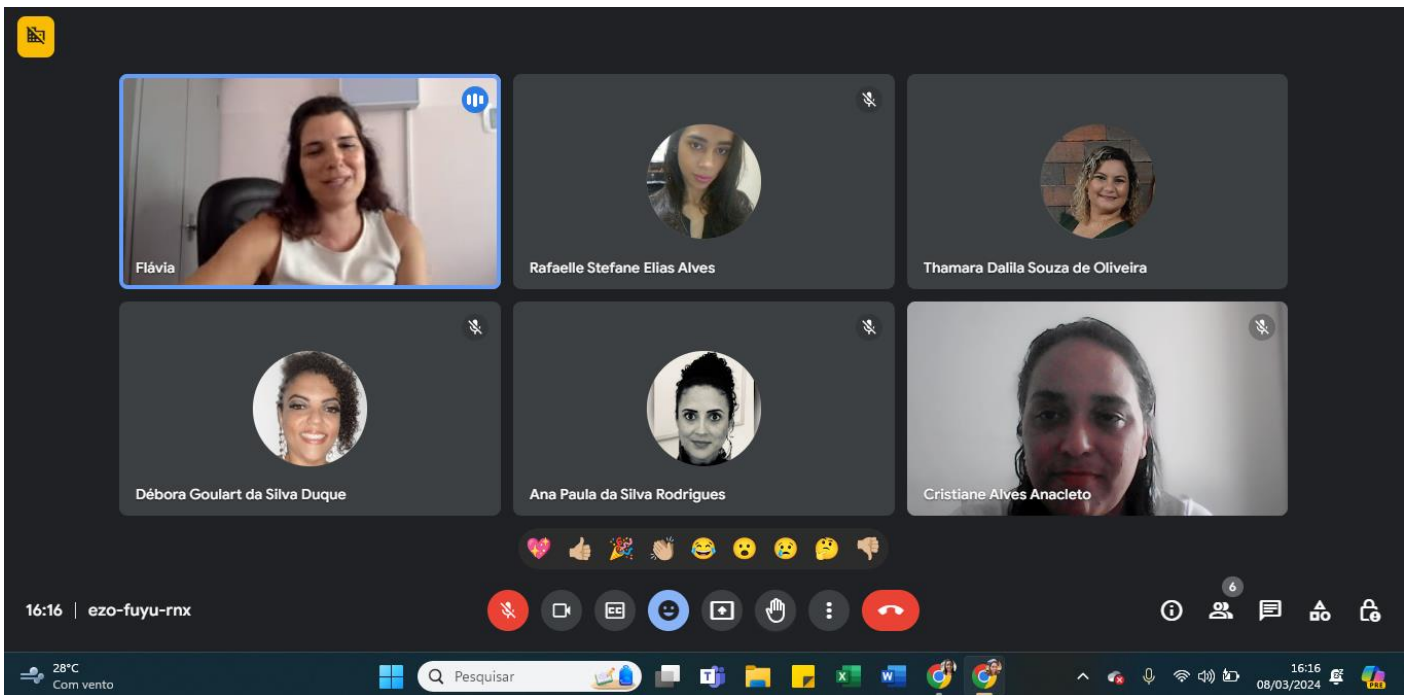 Flávia
Rafaelle Stefane Elias Alves
Thamara Dalila Souza de Oliveira
Débora Goulart da Silva Duque
Ana Paula da Silva Rodrigues
Cristiane Alves Anacleto
16:16 | ezo-fuyu-rnx
CC
6
28°C
Com vento
Pesquisar
16:16
08/03/2024
PRE